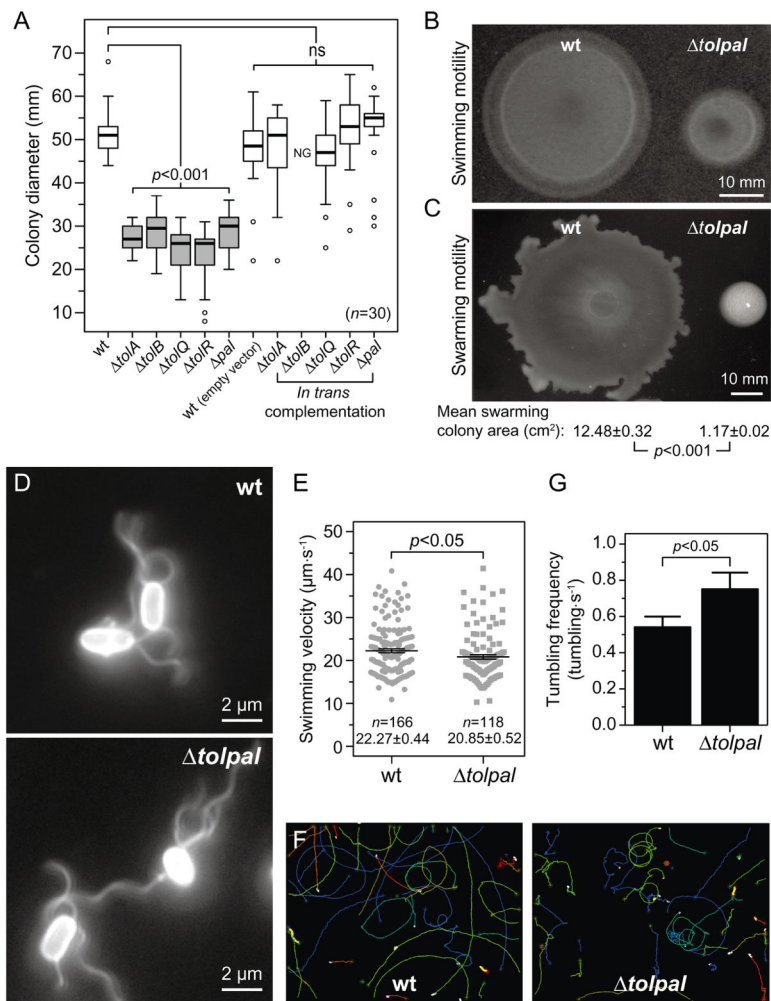 A
Colony diameter (mm)
70
60
50
40
30
20
10
p<0.001
ns
NG
(n=30)
wt
ΔtolA
ΔtolB
ΔtolQ
ΔtolR
Δpal
wt (empty vector)
ΔtolA
ΔtolB
ΔtolQ
ΔtolR
Δpal
In trans
complementation
B
Swimming motility
wt
Δtolpal
10 mm
C
Swarming motility
wt
Δtolpal
10 mm
Mean swarming
colony area (cm²): 12.48±0.32 1.17±0.02
p<0.001
D
wt
2 µm
Δtolpal
2 µm
E
Swimming velocity (µm·s⁻¹)
50
40
30
20
10
0
p<0.05
n=166
22.27±0.44
n=118
20.85±0.52
wt
Δtolpal
G
Tumbling frequency
(tumbling·s⁻¹)
1.0
0.8
0.6
0.4
0.2
0.0
p<0.05
wt
Δtolpal
F
wt
Δtolpal